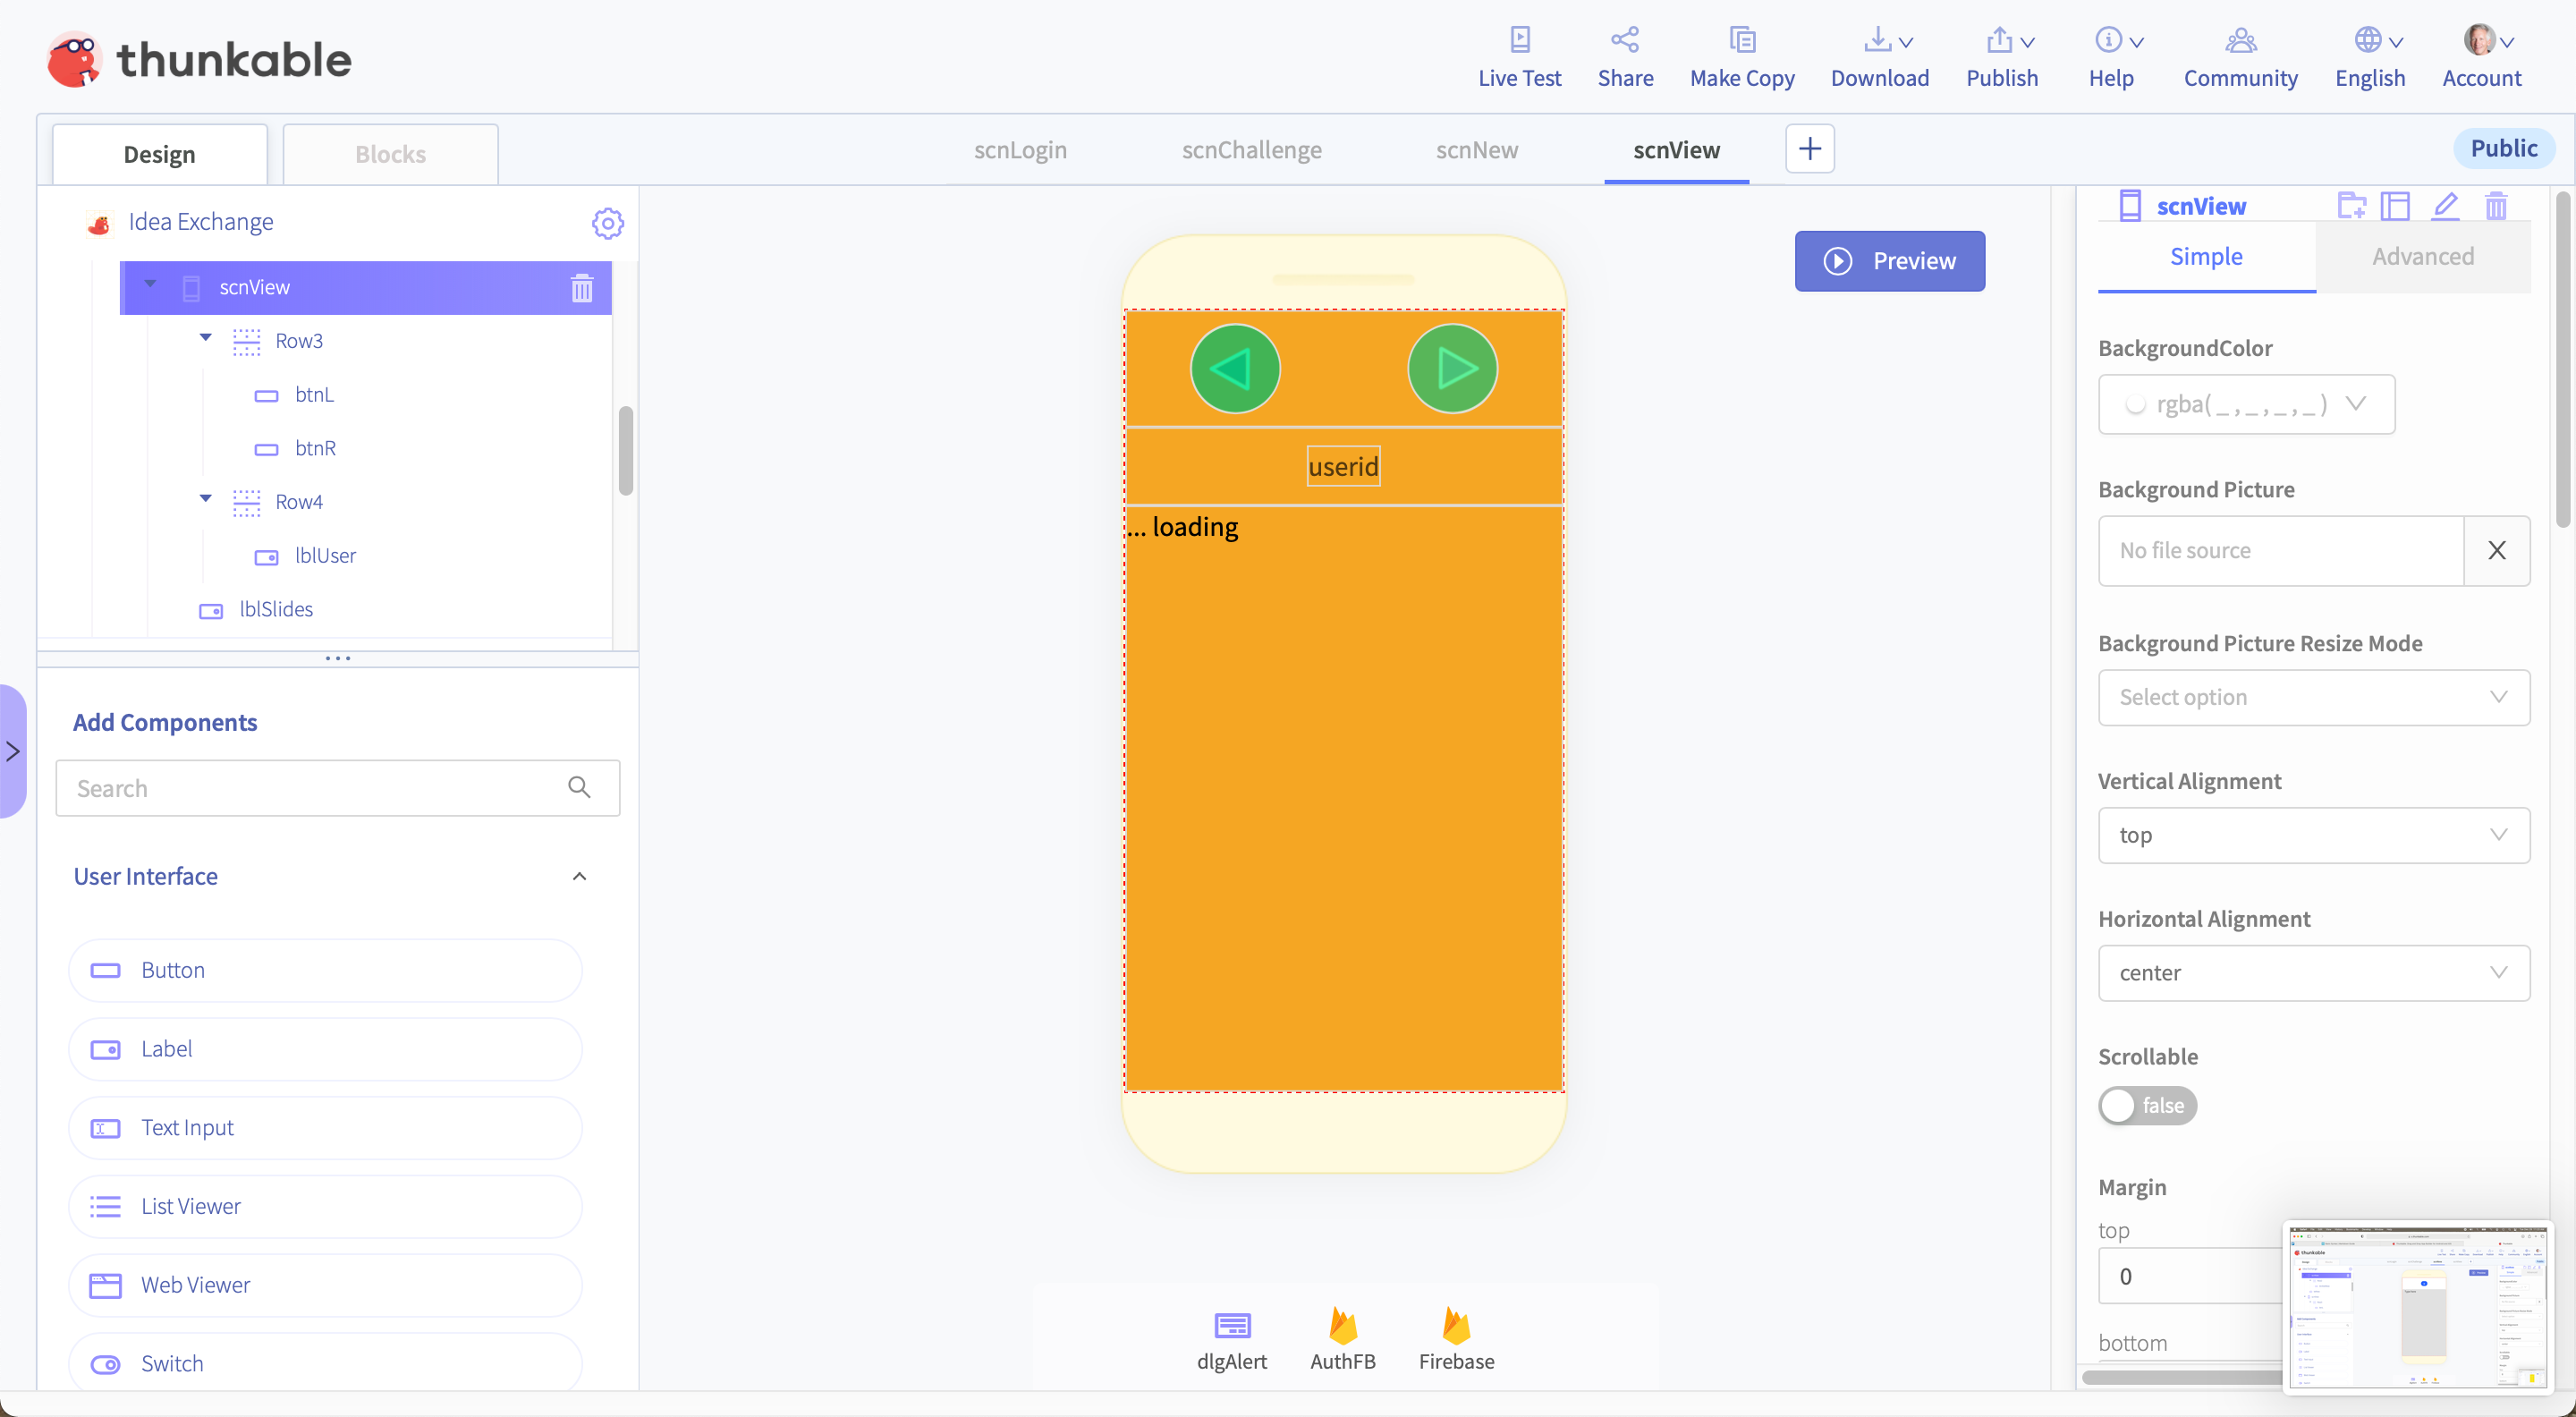 thunkable
Live Test
Share
Make Copy
Download
Publish
Help
Community
English
Account
Design
Blocks
scnLogin
scnChallenge
scnNew
scnView
+
Public
Idea Exchange
scnView
Row3
btnL
btnR
Row4
lblUser
lblSlides
Add Components
Search
User Interface
Button
Label
Text Input
List Viewer
Web Viewer
Switch
Preview
userid
... loading
dlgAlert
AuthFB
Firebase
scnView
Simple
Advanced
BackgroundColor
rgba( _ , _ , _ , _ )
Background Picture
No file source
X
Background Picture Resize Mode
Select option
Vertical Alignment
top
Horizontal Alignment
center
Scrollable
false
Margin
top
0
bottom
thunkable